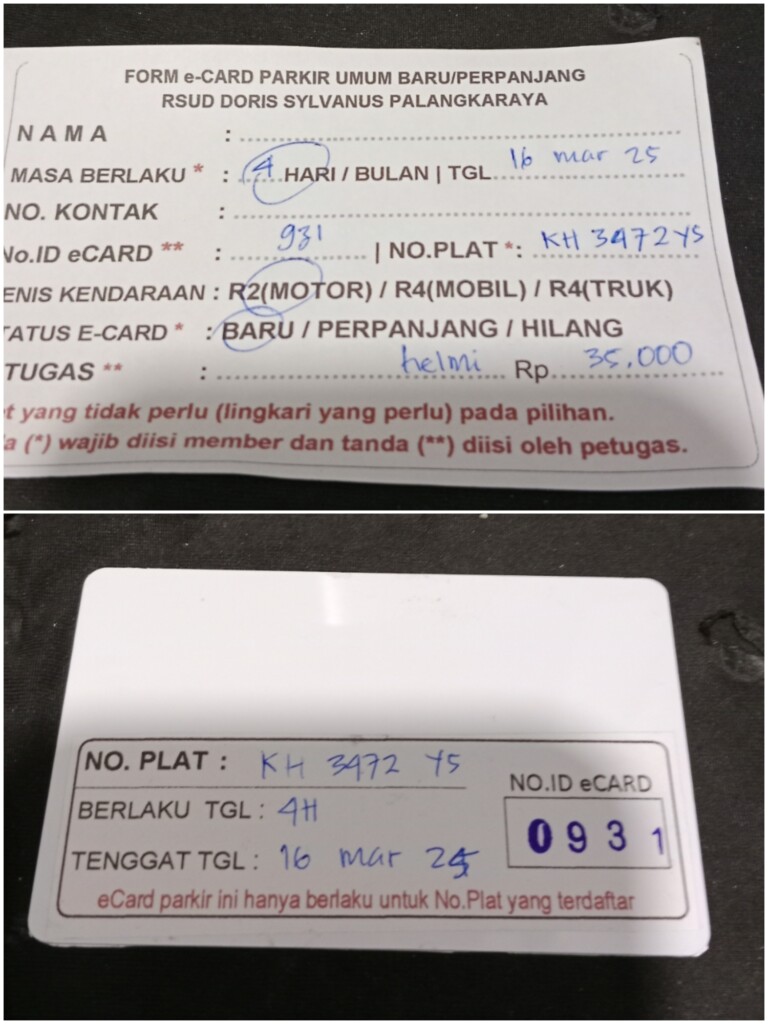 FORM e-CARD PARKIR UMUM BARU/PERPANJANG
RSUD DORIS SYLVANUS PALANGKARAYA
NAMA : ........
MASA BERLAKU * : 4 HARI / BULAN | TGL 16 mar 25
NO. KONTAK : ........
No.ID eCARD ** : 931 | NO.PLAT *: KH 3472 YS
ENIS KENDARAAN : R2(MOTOR) / R4(MOBIL) / R4(TRUK)
TATUS E-CARD * : BARU / PERPANJANG / HILANG
TUGAS ** : helmi Rp 35.000
t yang tidak perlu (lingkari yang perlu) pada pilihan.
a (*) wajib diisi member dan tanda (**) diisi oleh petugas.
NO. PLAT : KH 3472 YS
NO.ID eCARD
BERLAKU TGL : 4H
0931
TENGGAT TGL : 16 mar 25
eCard parkir ini hanya berlaku untuk No.Plat yang terdaftar